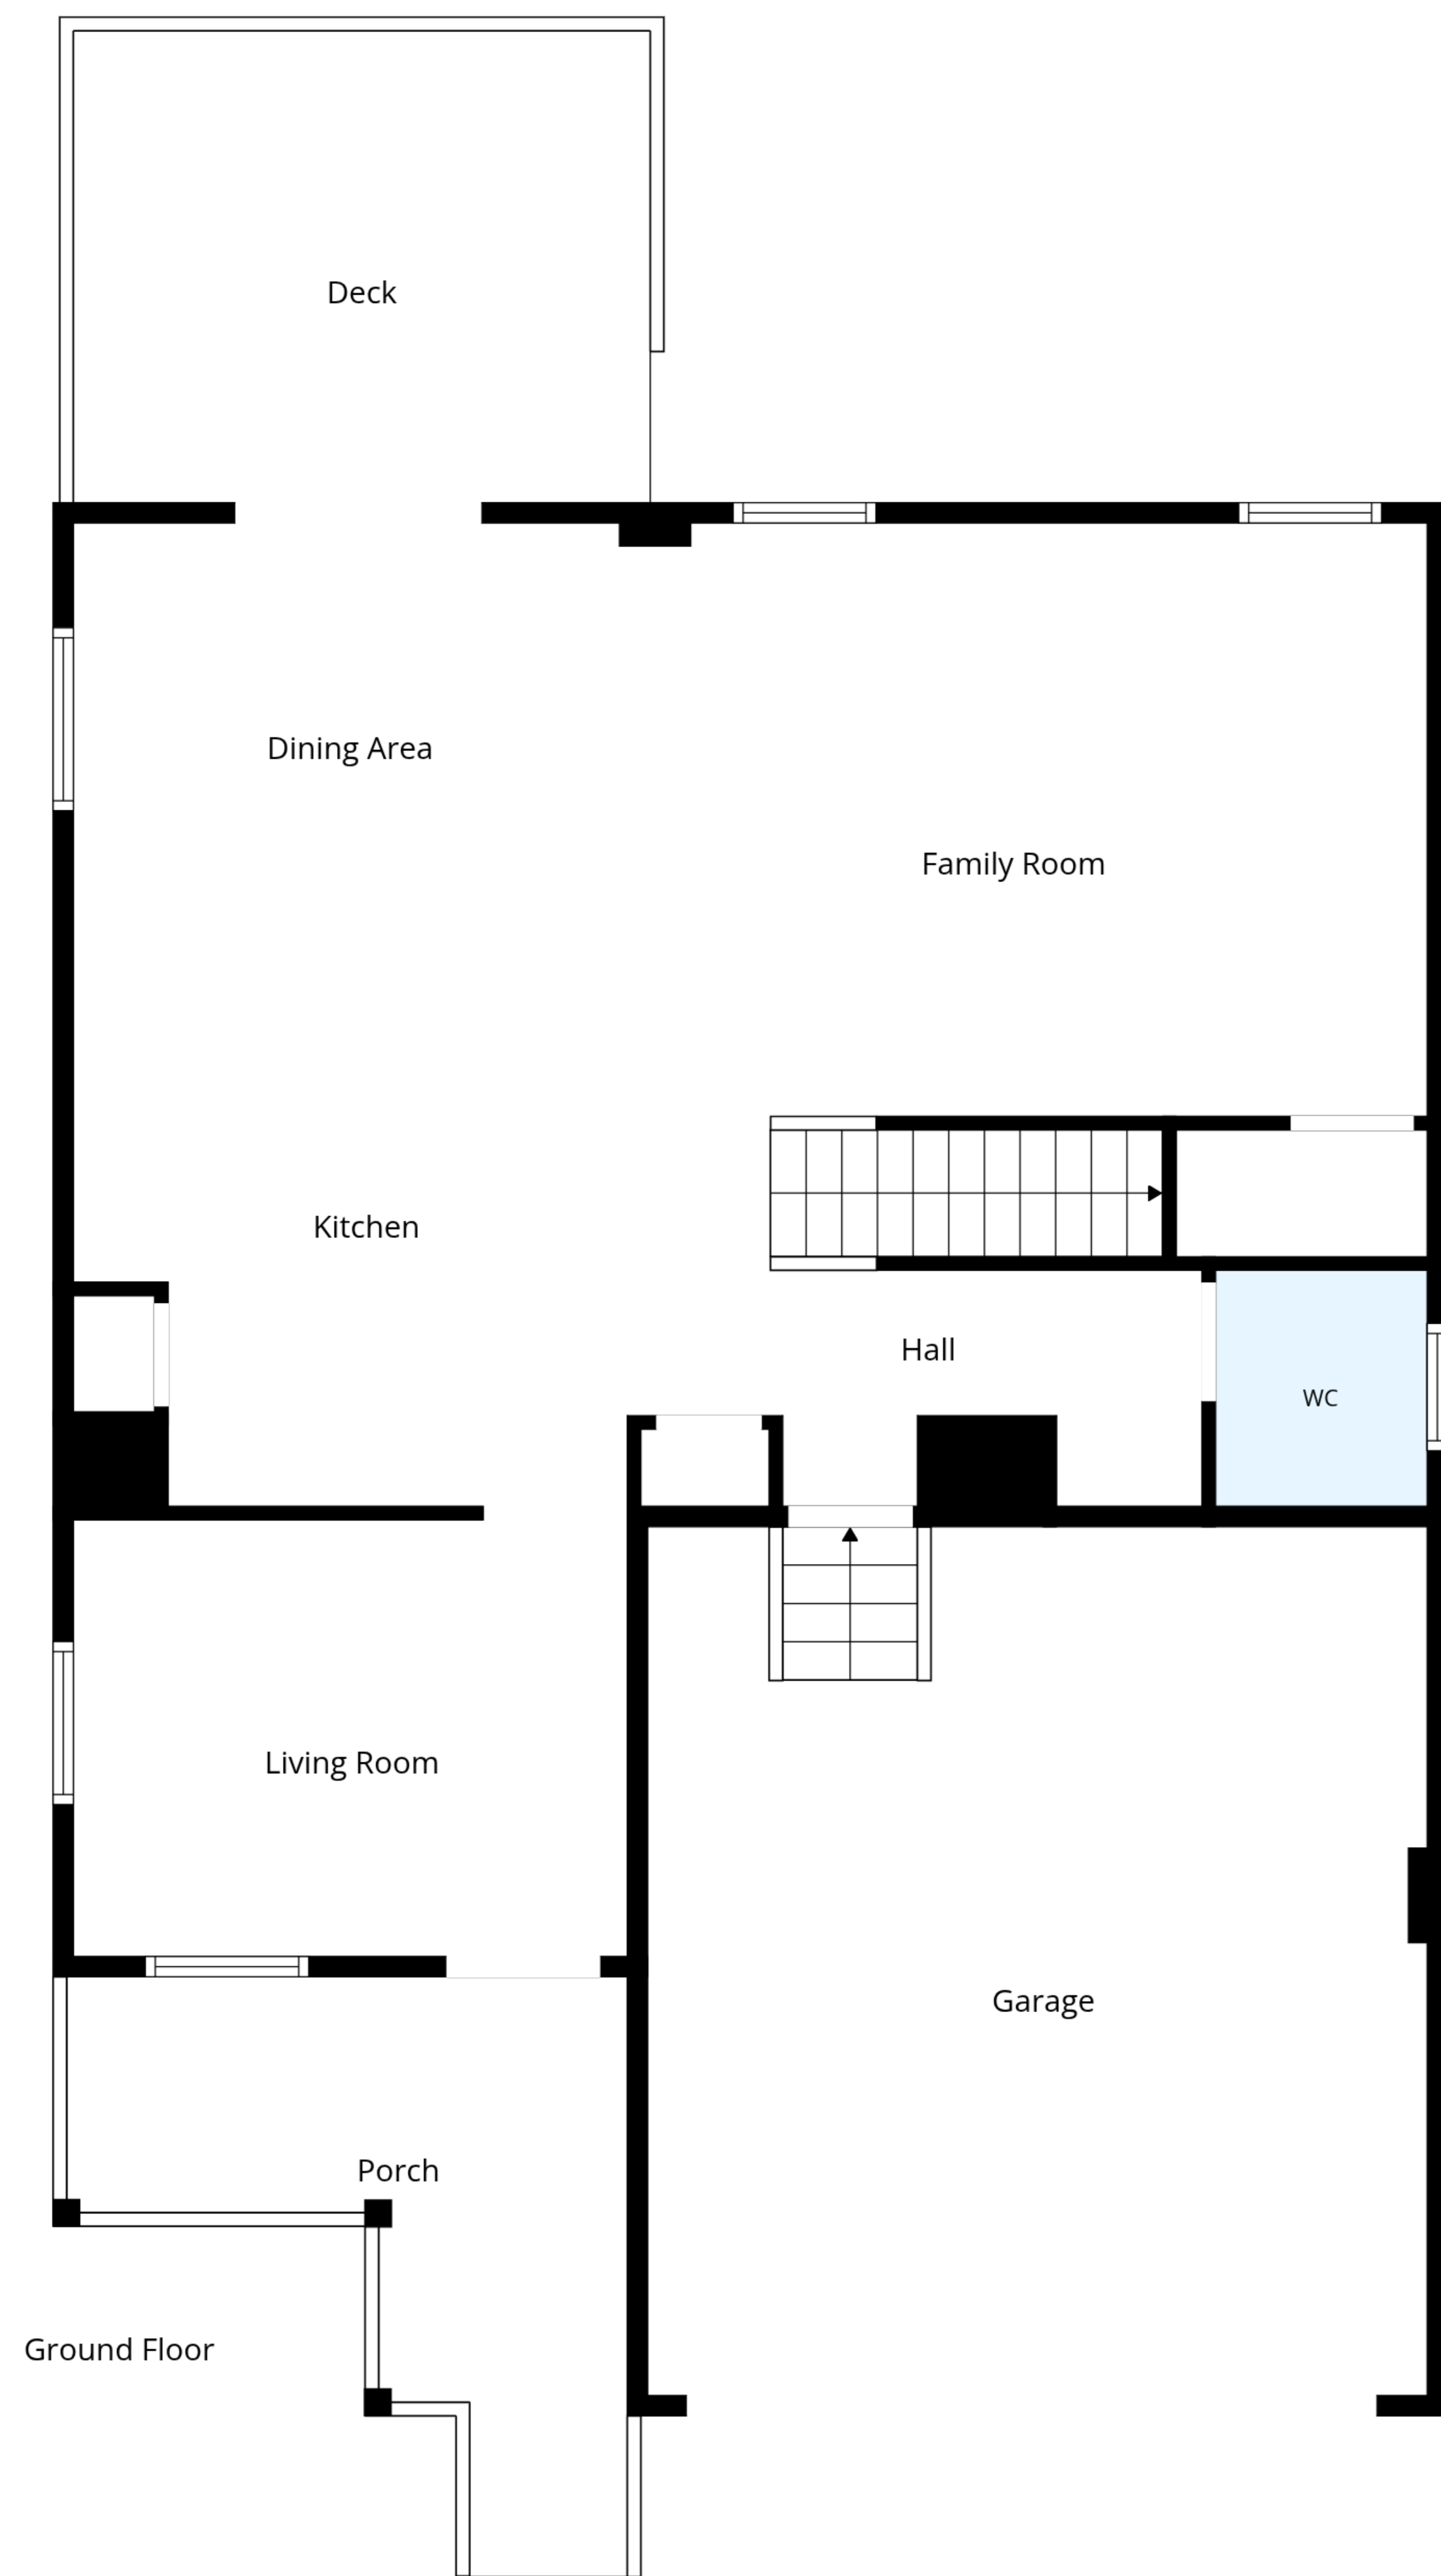 Deck
Dining Area
Family Room
Kitchen
Hall
WC
Living Room
Garage
Porch
Ground Floor